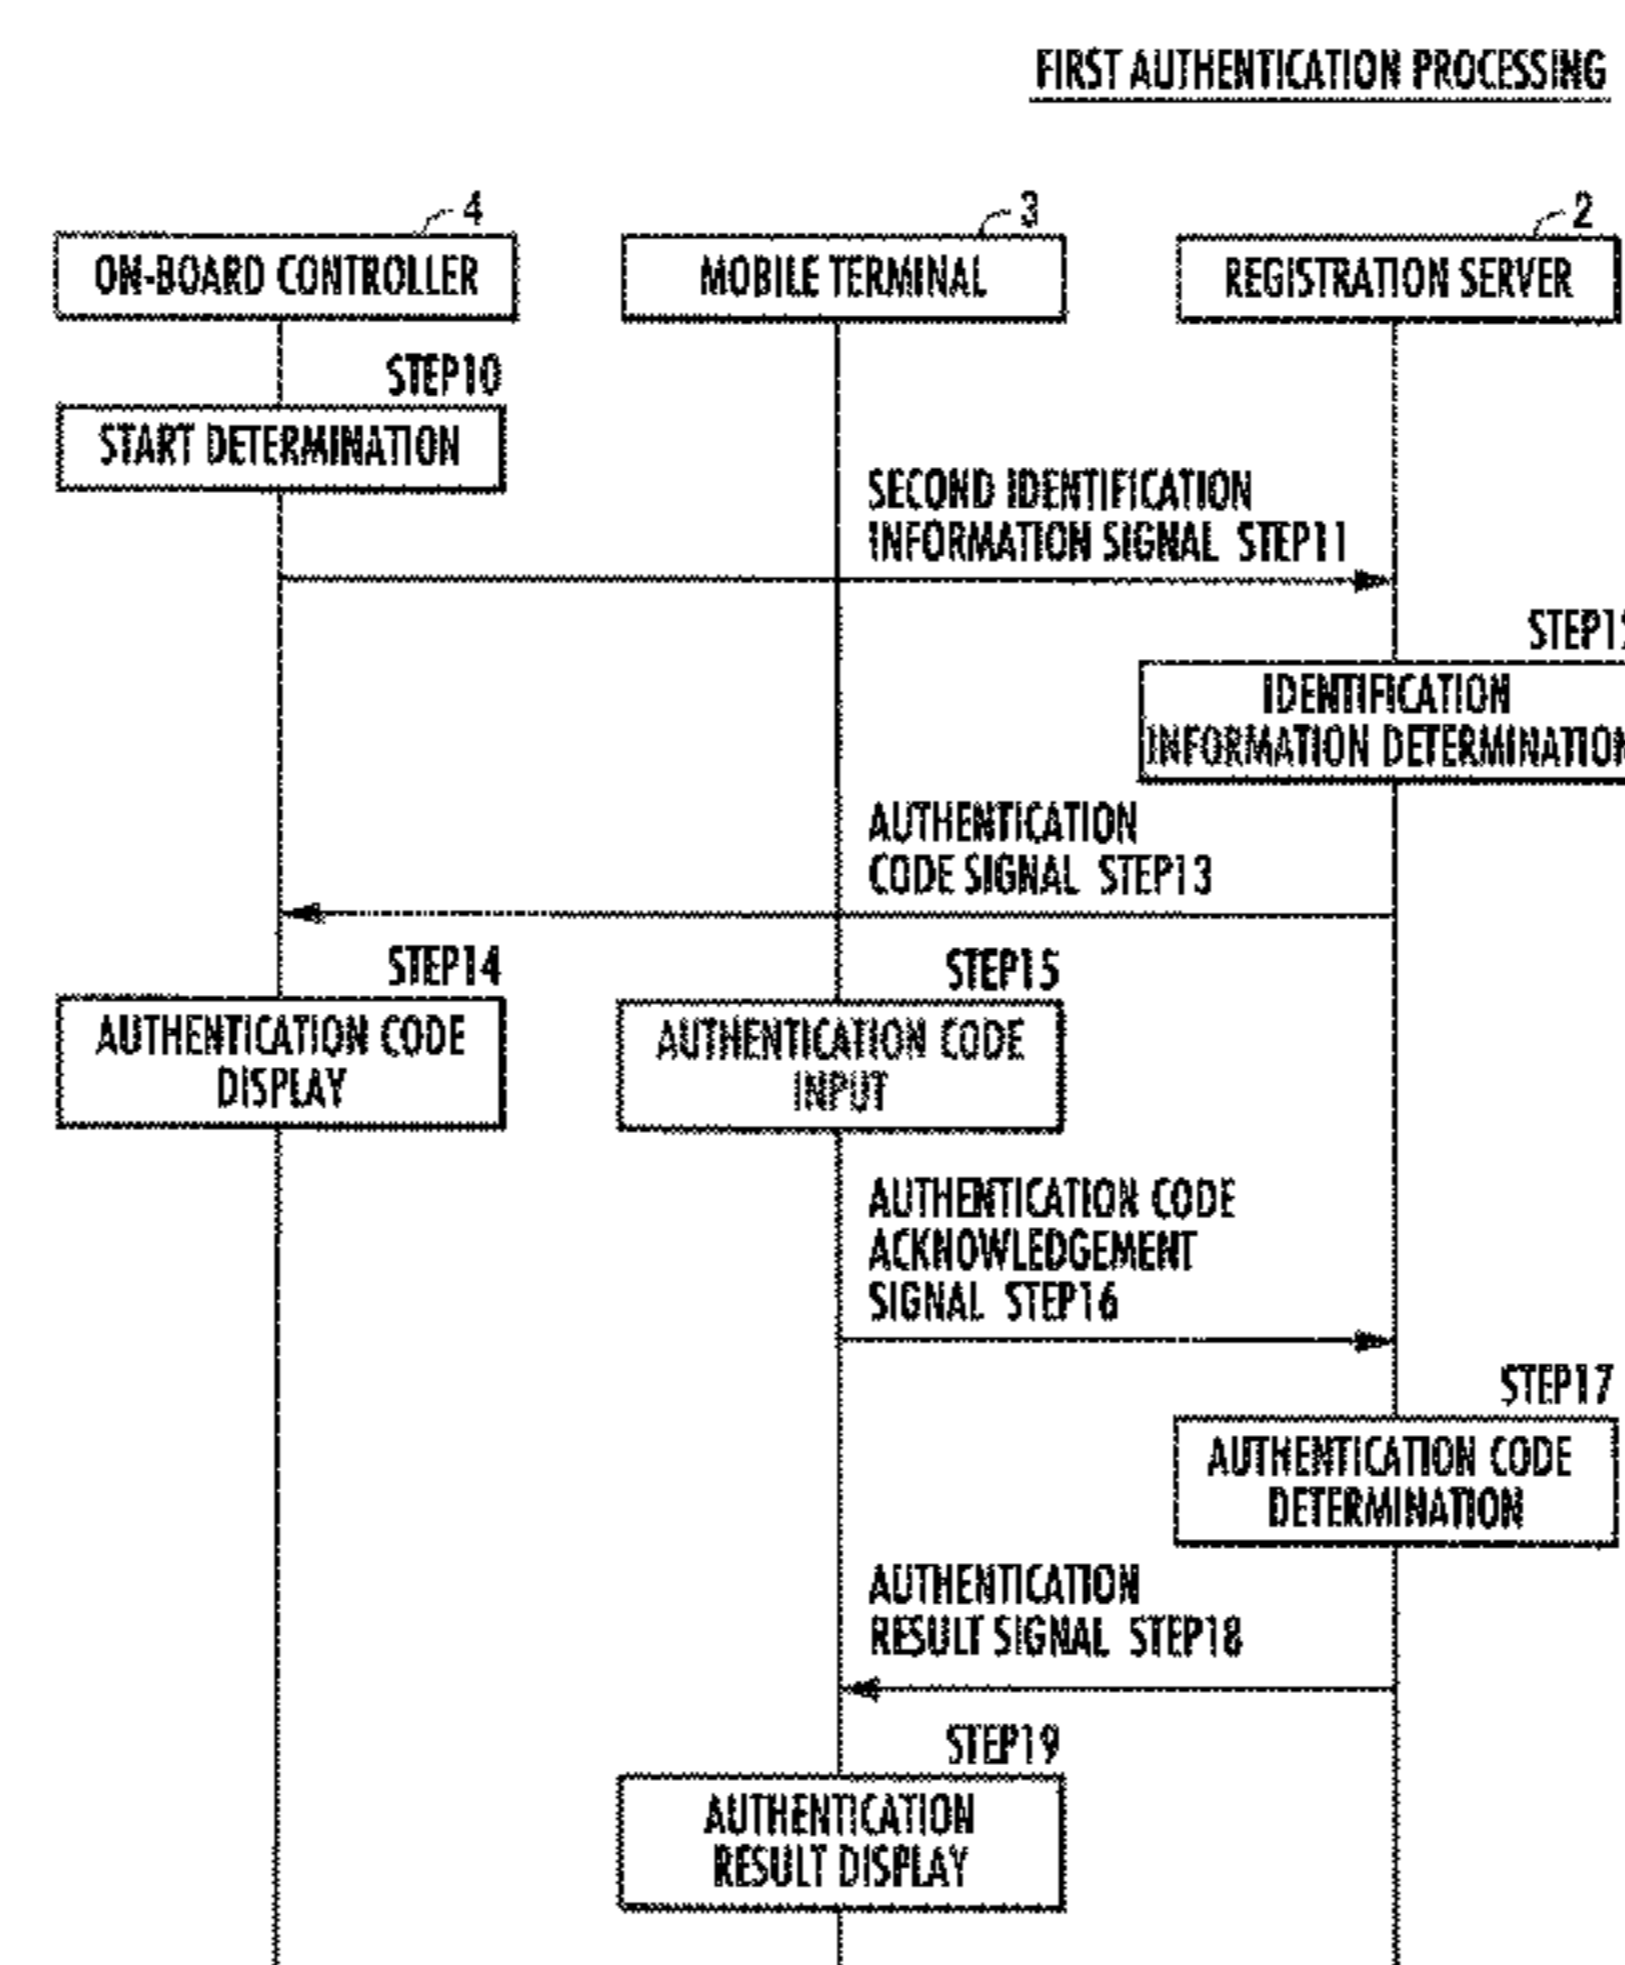 FIRST AUTHENTICATION PROCESSING
4
3
2
ON-BOARD CONTROLLER
MOBILE TERMINAL
REGISTRATION SERVER
STEP10
START DETERMINATION
SECOND IDENTIFICATION
INFORMATION SIGNAL STEP11
IDENTIFICATION
INFORMATION DETERMINATION
AUTHENTICATION
CODE SIGNAL STEP13
STEP14
AUTHENTICATION CODE
DISPLAY
STEP15
AUTHENTICATION CODE
INPUT
AUTHENTICATION CODE
ACKNOWLEDGEMENT
SIGNAL STEP16
STEP17
AUTHENTICATION CODE
DETERMINATION
AUTHENTICATION
RESULT SIGNAL STEP18
STEP19
AUTHENTICATION
RESULT DISPLAY